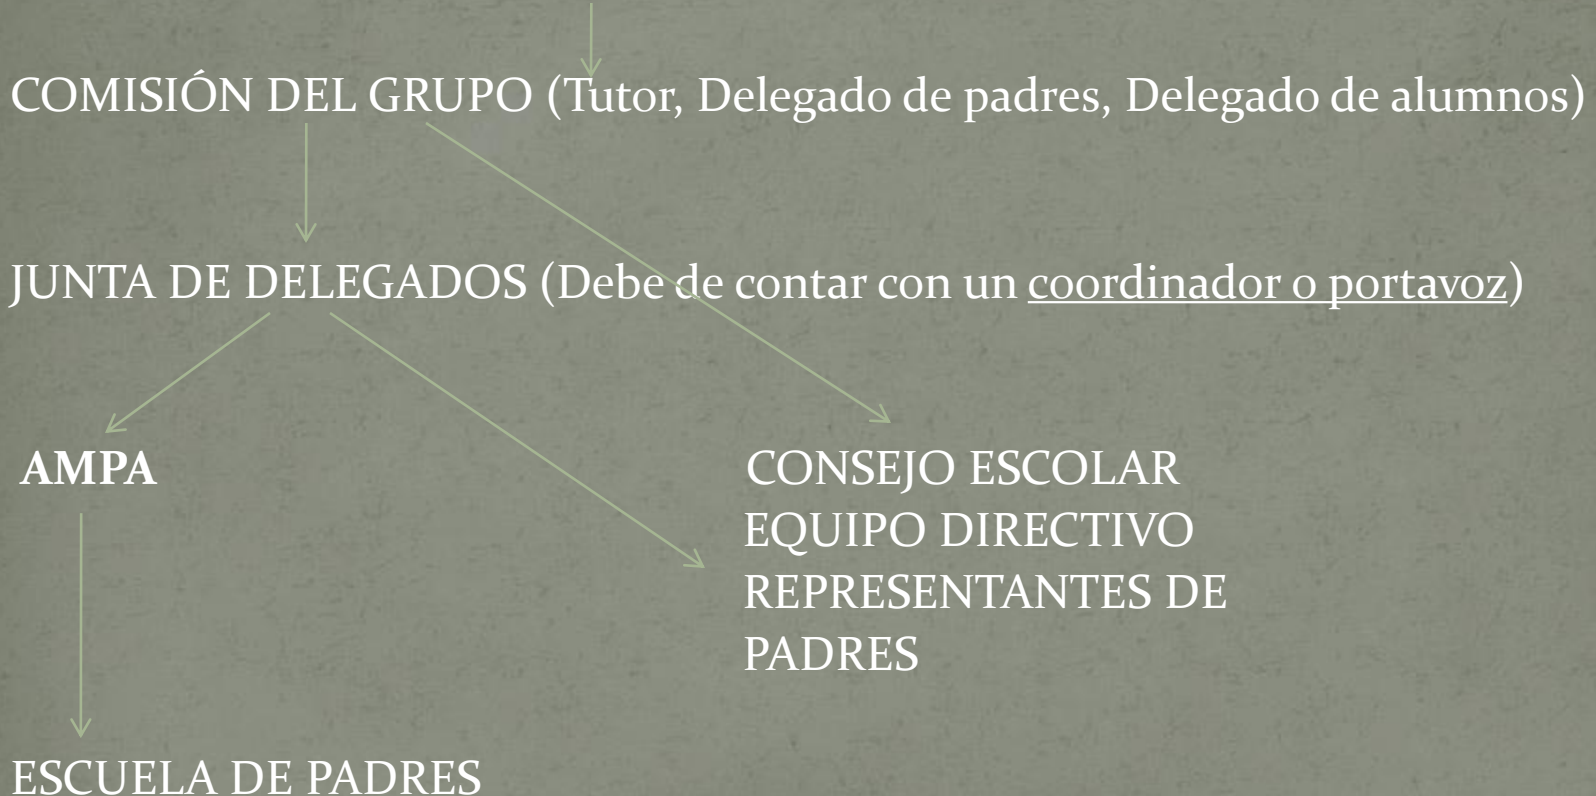 COMISIÓN DEL GRUPO (Tutor, Delegado de padres, Delegado de alumnos)
JUNTA DE DELEGADOS (Debe de contar con un coordinador o portavoz)
AMPA
CONSEJO ESCOLAR
EQUIPO DIRECTIVO
REPRESENTANTES DE
PADRES
ESCUELA DE PADRES